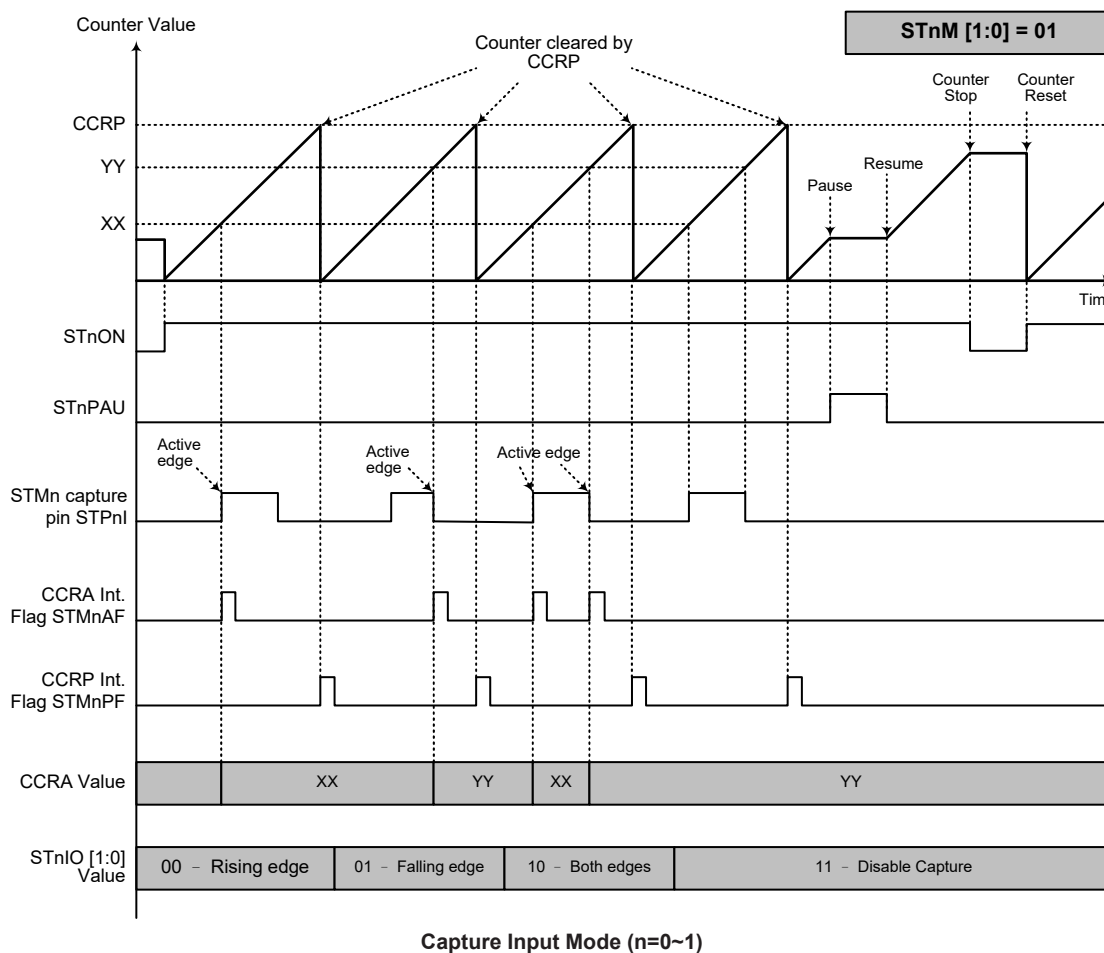 Counter Value
STnM [1:0] = 01
Counter cleared by
CCRP
Counter
Stop
Counter
Reset
CCRP
YY
XX
Pause
Resume
Tim
STnON
STnPAU
Active
edge
Active
edge
Active edge
STMn capture
pin STPnI
CCRA Int.
Flag STMnAF
CCRP Int.
Flag STMnPF
CCRA Value
XX
YY
XX
YY
STnIO [1:0]
Value
00 – Rising edge
01 – Falling edge
10 – Both edges
11 – Disable Capture
Capture Input Mode (n=0~1)